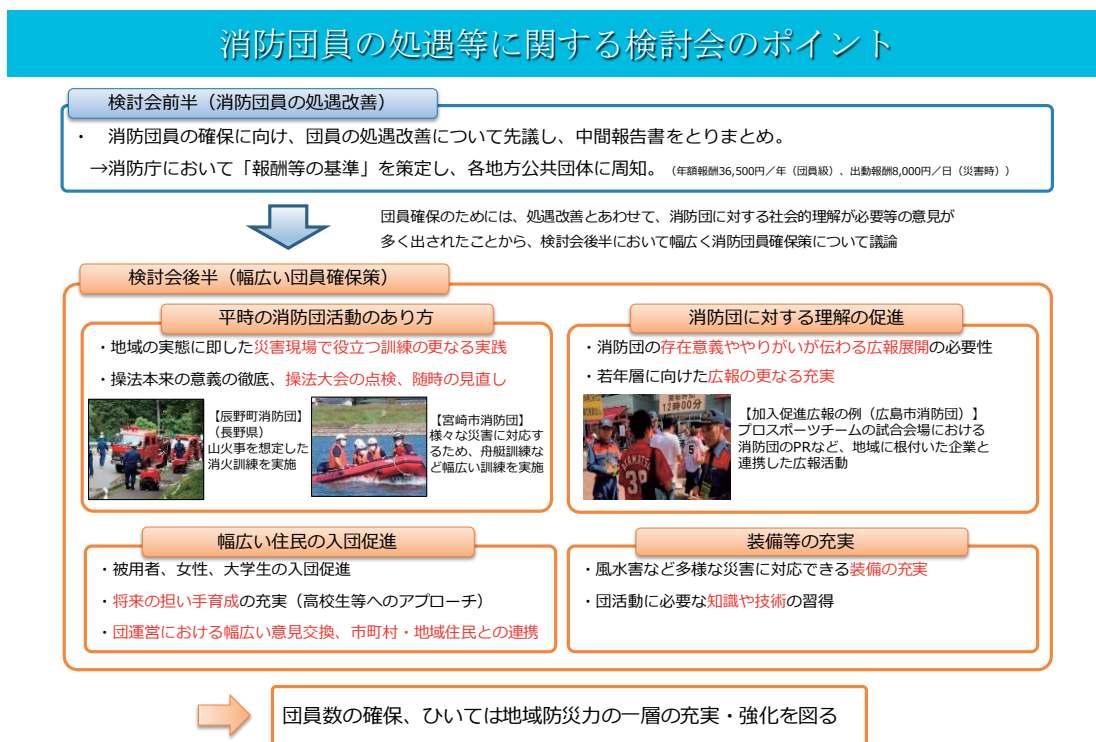 消防団員の処遇等に関する検討会のポイント
検討会前半（消防団員の処遇改善）
・　消防団員の確保に向け、団員の処遇改善について先議し、中間報告書をとりまとめ。
→消防庁において「報酬等の基準」を策定し、各地方公共団体に周知。（年額報酬36,500円／年（団員級）、出動報酬8,000円／日（災害時））
団員確保のためには、処遇改善とあわせて、消防団に対する社会的理解が必要等の意見が
多く出されたことから、検討会後半において幅広く消防団員確保策について議論
検討会後半（幅広い団員確保策）
平時の消防団活動のあり方
・地域の実態に即した災害現場で役立つ訓練の更なる実践
・操法本来の意義の徹底、操法大会の点検、随時の見直し
【辰野町消防団】
（長野県）
山火事を想定した
消火訓練を実施
【宮崎市消防団】
様々な災害に対応す
るため、舟艇訓練な
ど幅広い訓練を実施
消防団に対する理解の促進
・消防団の存在意義ややりがいが伝わる広報展開の必要性
・若年層に向けた広報の更なる充実
12時00分
AKAMATSU
38
【加入促進広報の例（広島市消防団）】
プロスポーツチームの試合会場における
消防団のPRなど、地域に根付いた企業と
連携した広報活動
幅広い住民の入団促進
・被用者、女性、大学生の入団促進
・将来の担い手育成の充実（高校生等へのアプローチ）
・団運営における幅広い意見交換、市町村・地域住民との連携
装備等の充実
・風水害など多様な災害に対応できる装備の充実
・団活動に必要な知識や技術の習得
団員数の確保、ひいては地域防災力の一層の充実・強化を図る